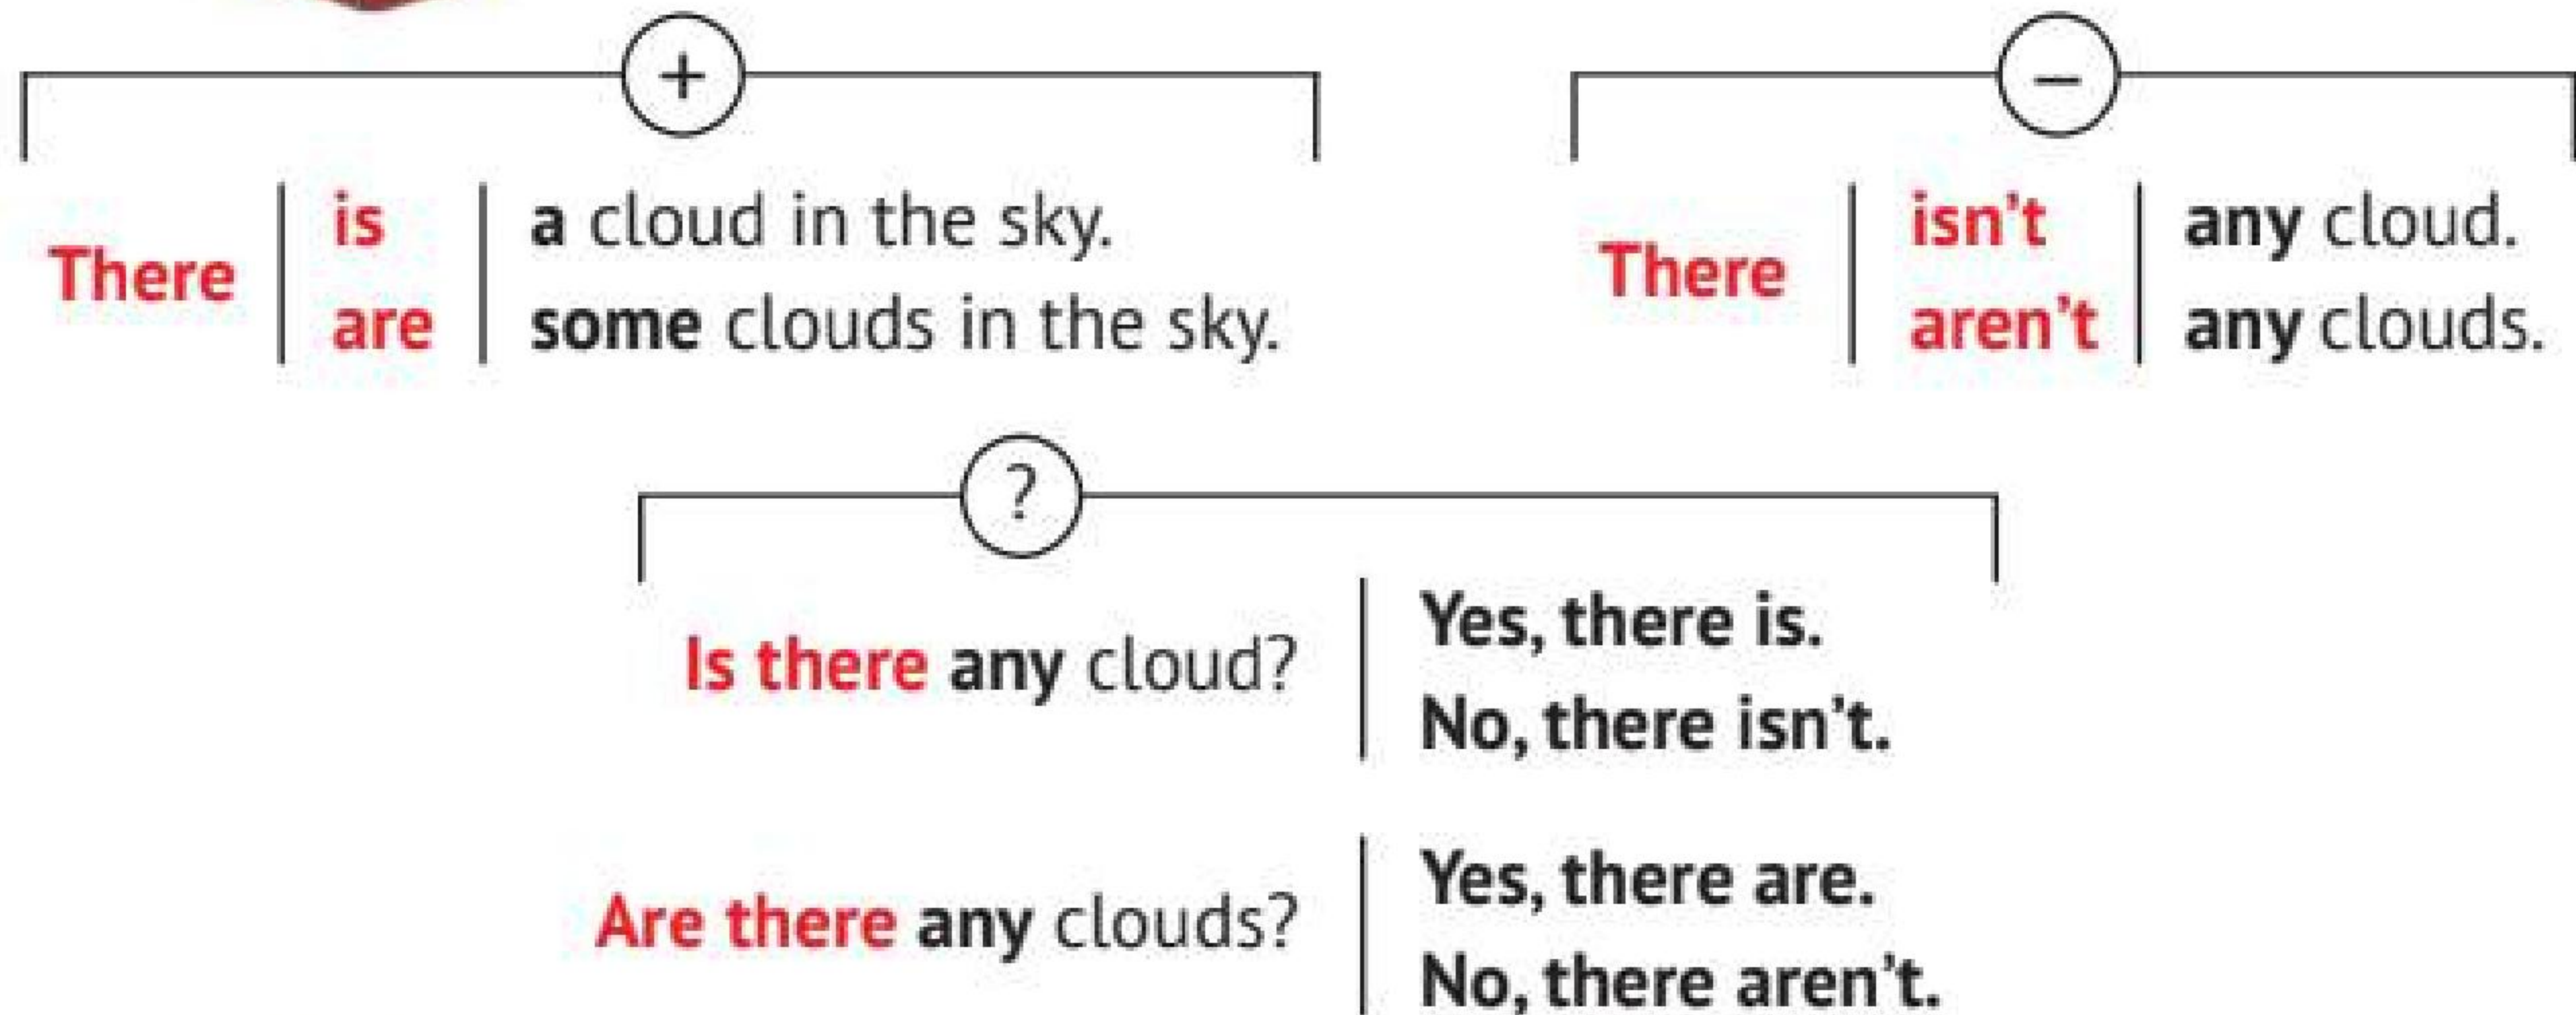 +
There is a cloud in the sky.
are some clouds in the sky.
–
There isn't any cloud.
aren't any clouds.
?
Is there any cloud? Yes, there is.
No, there isn't.
Are there any clouds? Yes, there are.
No, there aren't.